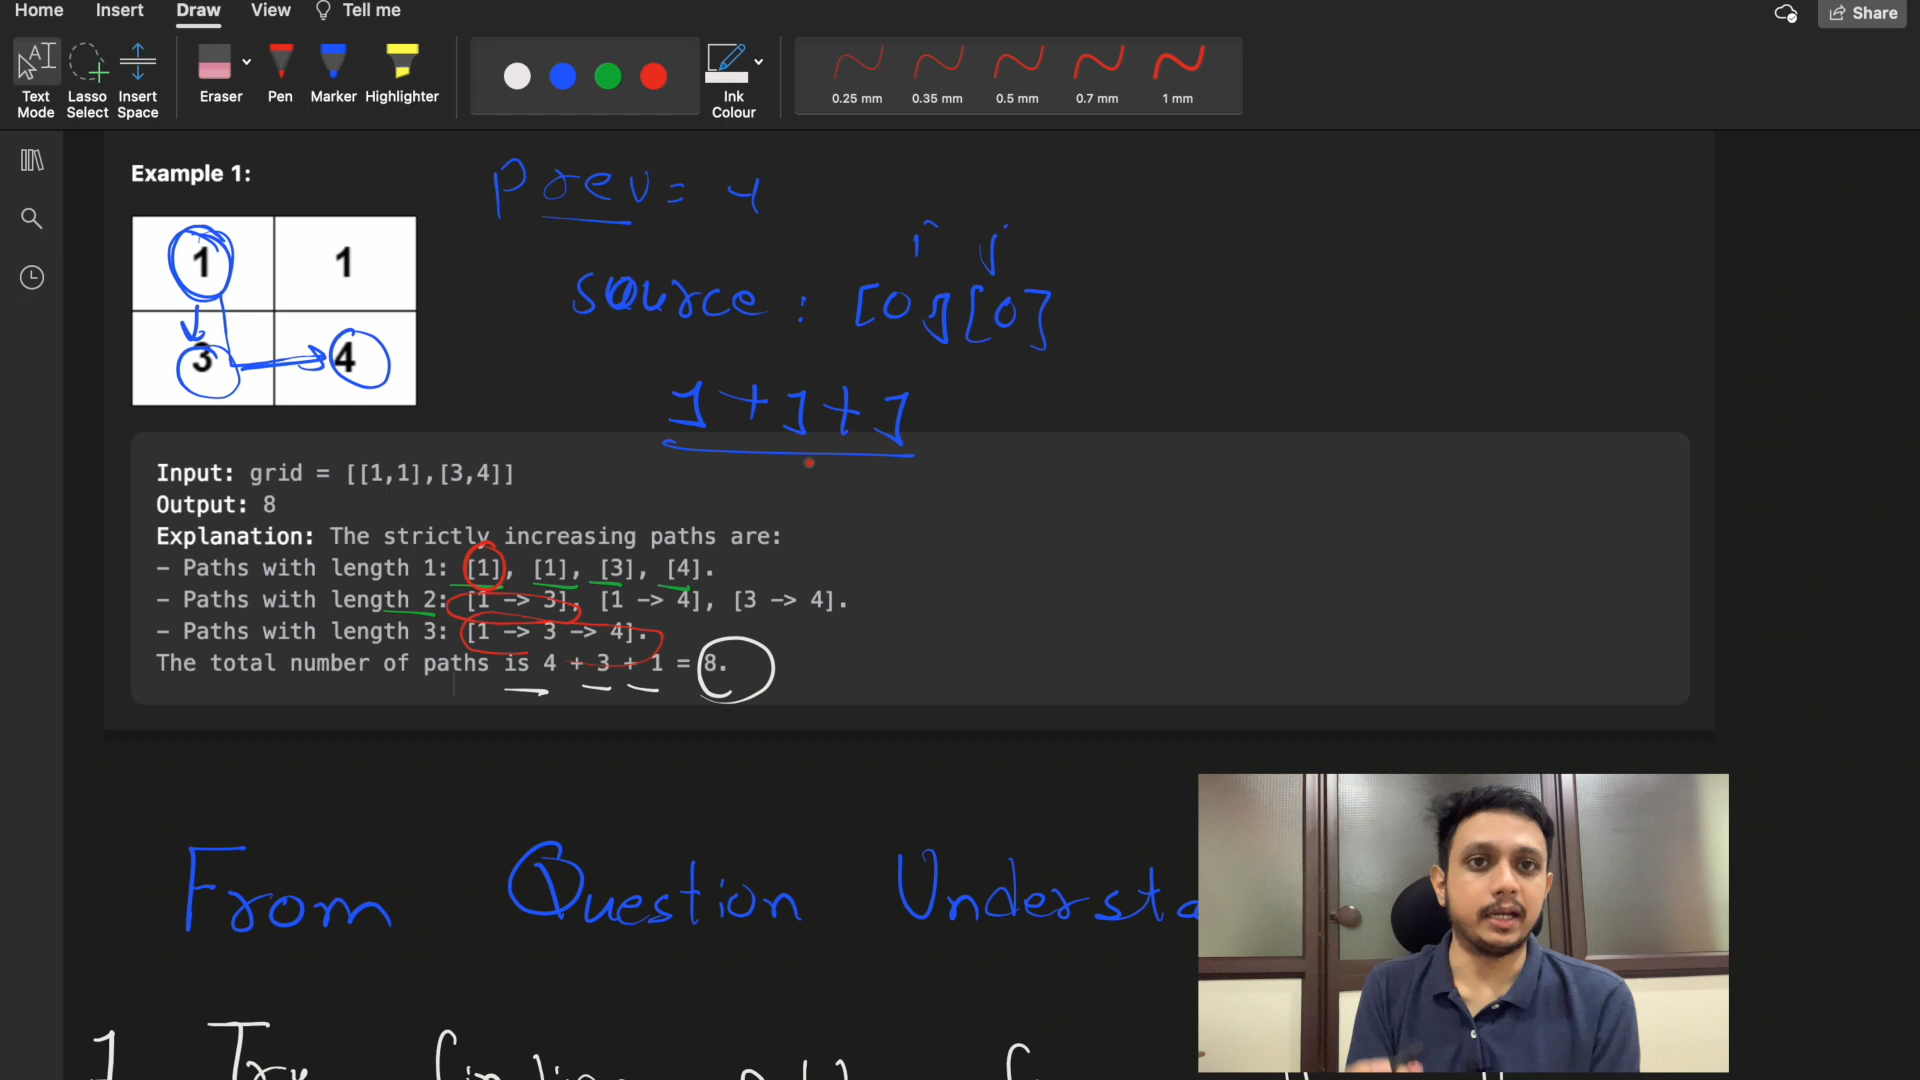 Home Insert Draw View Tell me Share
Text Mode Lasso Select Insert Space Eraser Pen Marker Highlighter Ink Colour 0.25 mm 0.35 mm 0.5 mm 0.7 mm 1 mm
Example 1:
Prev = 4
1 1
3 4
i j
source : [0][0]
1 + 1 + 1
Input: grid = [[1,1],[3,4]]
Output: 8
Explanation: The strictly increasing paths are:
- Paths with length 1: [1], [1], [3], [4].
- Paths with length 2: [1 -> 3], [1 -> 4], [3 -> 4].
- Paths with length 3: [1 -> 3 -> 4].
The total number of paths is 4 + 3 + 1 = 8.
From Question Understa
1 Try